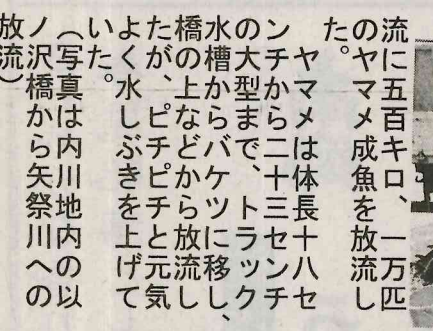 流に五百キロ、一万匹
のヤマメ成魚を放流し
た。
ヤマメは体長十八セ
ンチから二十三センチ
の大型まで、トラック
水槽からバケツに移し、
橋の上などから放流し
たが、ピチピチと元気
よく水しぶきを上げて
いた。
（写真は内川地内の以
ノ沢橋から矢祭川への
放流）